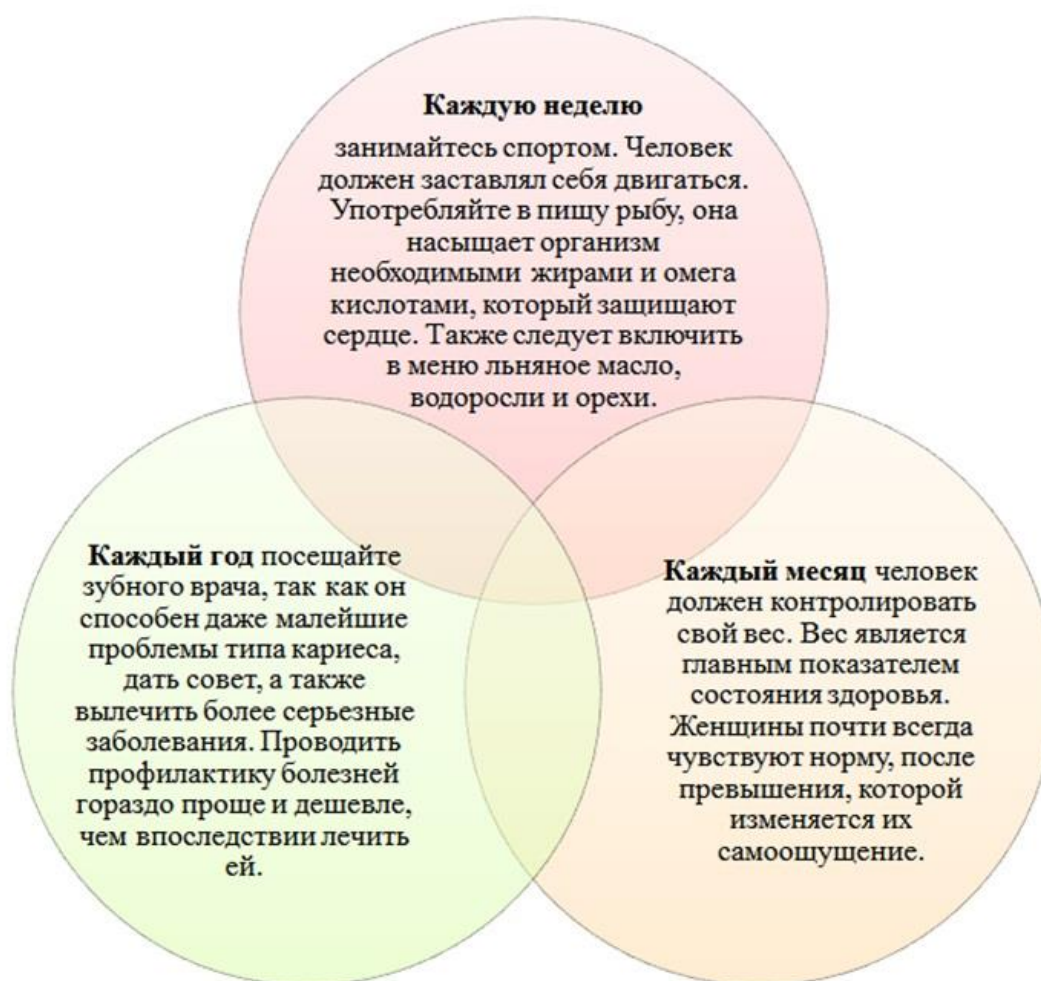 Каждую неделю
занимайтесь спортом. Человек
должен заставлял себя двигаться.
Употребляйте в пищу рыбу, она
насыщает организм
необходимыми жирами и омега
кислотами, который защищают
сердце. Также следует включить
в меню льняное масло,
водоросли и орехи.
Каждый год посещайте
зубного врача, так как он
способен даже малейшие
проблемы типа кариеса,
дать совет, а также
вылечить более серьезные
заболевания. Проводить
профилактику болезней
гораздо проще и дешевле,
чем впоследствии лечить
ей.
Каждый месяц человек
должен контролировать
свой вес. Вес является
главным показателем
состояния здоровья.
Женщины почти всегда
чувствуют норму, после
превышения, которой
изменяется их
самоощущение.